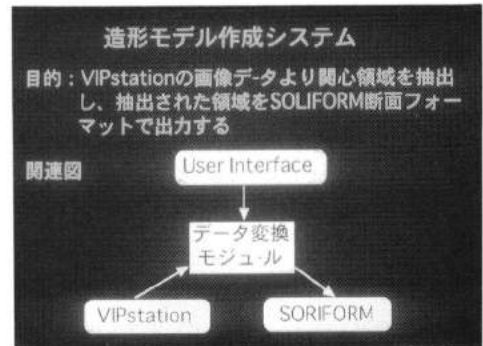 造形モデル作成システム
目的：VIPstationの画像デ-タより関心領域を抽出
し、抽出された領域をSOLIFORM断面フォー
マットで出力する
関連図
User Interface
データ変換
モジュール
VIPstation
SORIFORM